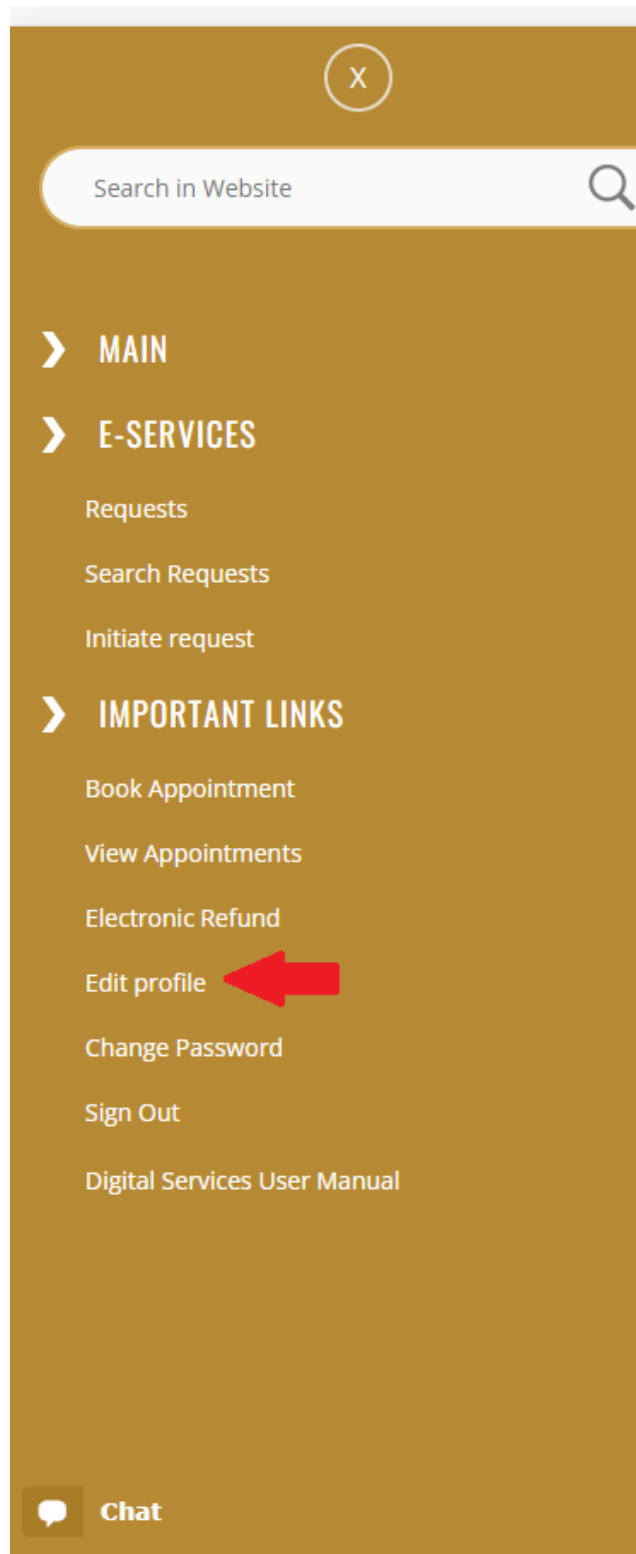 X
Search in Website
MAIN
E-SERVICES
Requests
Search Requests
Initiate request
IMPORTANT LINKS
Book Appointment
View Appointments
Electronic Refund
Edit profile
Change Password
Sign Out
Digital Services User Manual
Chat